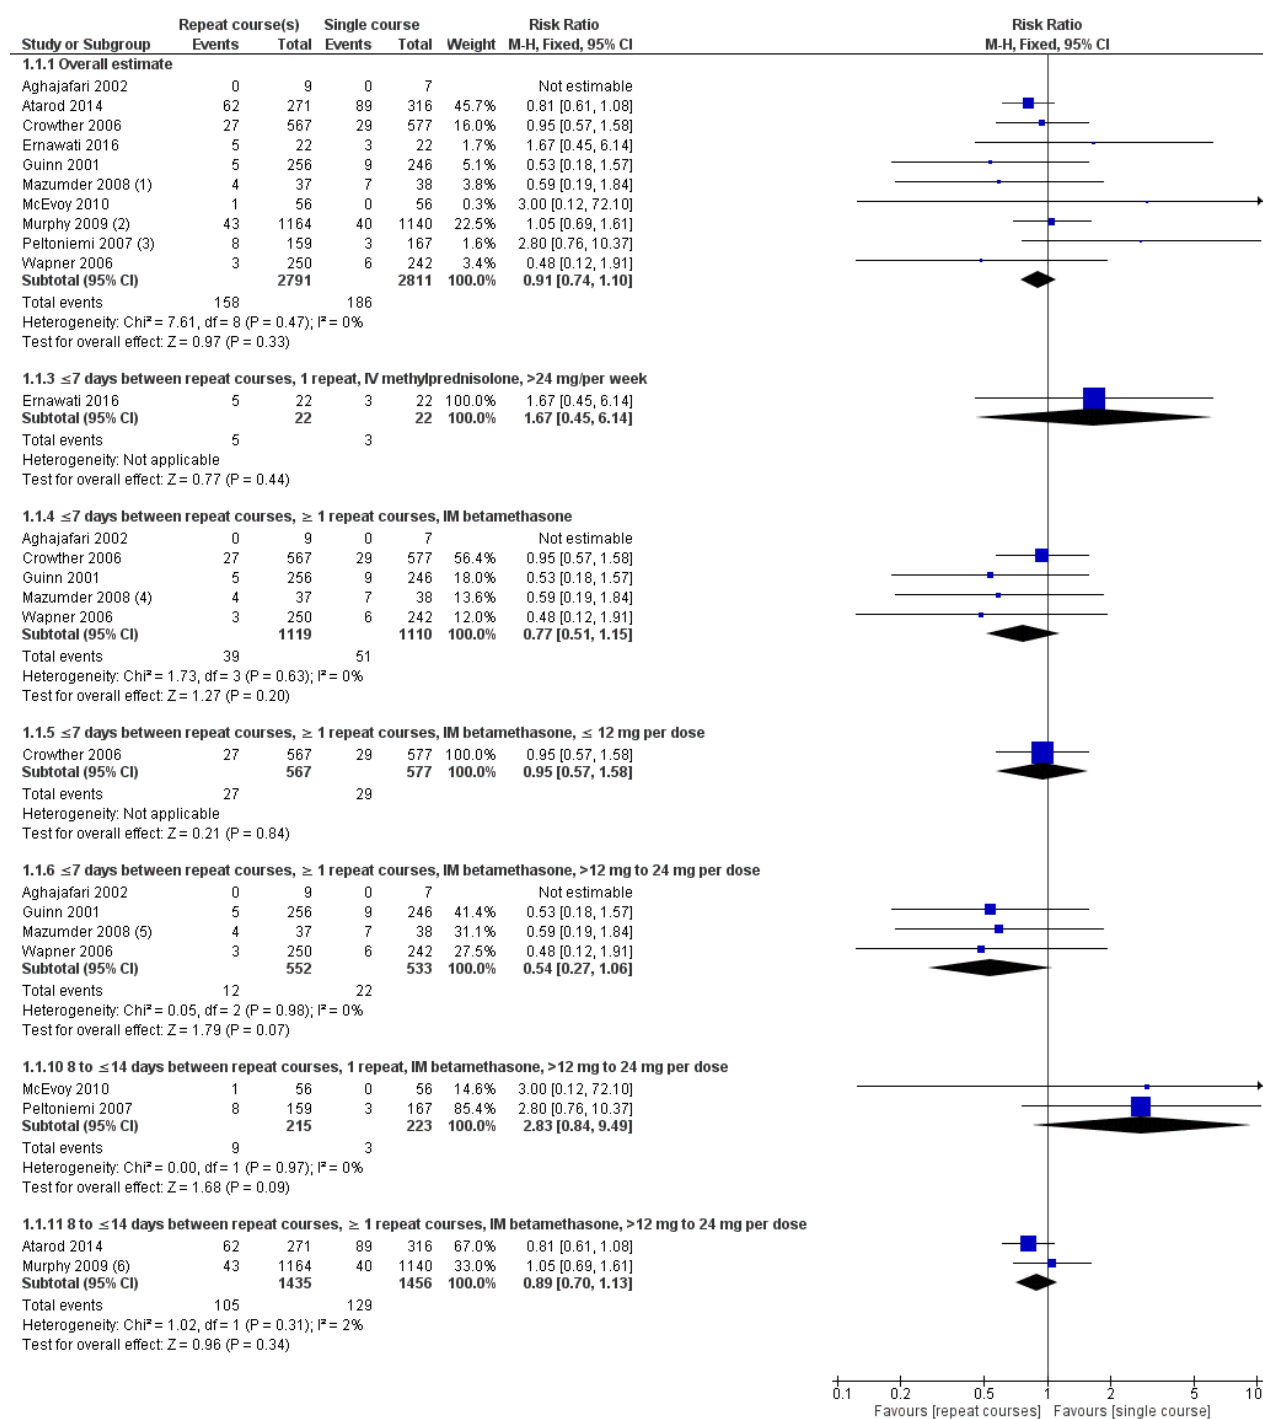 Repeat course(s) Single course Risk Ratio Risk Ratio
Study or Subgroup Events Total Events Total Weight M-H, Fixed, 95% CI M-H, Fixed, 95% CI
1.1.1 Overall estimate
Aghajafari 2002 0 9 0 7 Not estimable
Atarod 2014 62 271 89 316 45.7% 0.81 [0.61, 1.08]
Crowther 2006 27 567 29 577 16.0% 0.95 [0.57, 1.58]
Ernawati 2016 5 22 3 22 1.7% 1.67 [0.45, 6.14]
Guinn 2001 5 256 9 246 5.1% 0.53 [0.18, 1.57]
Mazumder 2008 (1) 4 37 7 38 3.8% 0.59 [0.19, 1.84]
McEvoy 2010 1 56 0 56 0.3% 3.00 [0.12, 72.10]
Murphy 2009 (2) 43 1164 40 1140 22.5% 1.05 [0.69, 1.61]
Peltoniemi 2007 (3) 8 159 3 167 1.6% 2.80 [0.76, 10.37]
Wapner 2006 3 250 6 242 3.4% 0.48 [0.12, 1.91]
Subtotal (95% CI) 2791 2811 100.0% 0.91 [0.74, 1.10]
Total events 158 186
Heterogeneity: Chi² = 7.61, df = 8 (P = 0.47); I² = 0%
Test for overall effect: Z = 0.97 (P = 0.33)
1.1.3 ≤7 days between repeat courses, 1 repeat, IV methylprednisolone, >24 mg/per week
Ernawati 2016 5 22 3 22 100.0% 1.67 [0.45, 6.14]
Subtotal (95% CI) 22 22 100.0% 1.67 [0.45, 6.14]
Total events 5 3
Heterogeneity: Not applicable
Test for overall effect: Z = 0.77 (P = 0.44)
1.1.4 ≤7 days between repeat courses, ≥ 1 repeat courses, IM betamethasone
Aghajafari 2002 0 9 0 7 Not estimable
Crowther 2006 27 567 29 577 56.4% 0.95 [0.57, 1.58]
Guinn 2001 5 256 9 246 18.0% 0.53 [0.18, 1.57]
Mazumder 2008 (4) 4 37 7 38 13.6% 0.59 [0.19, 1.84]
Wapner 2006 3 250 6 242 12.0% 0.48 [0.12, 1.91]
Subtotal (95% CI) 1119 1110 100.0% 0.77 [0.51, 1.15]
Total events 39 51
Heterogeneity: Chi² = 1.73, df = 3 (P = 0.63); I² = 0%
Test for overall effect: Z = 1.27 (P = 0.20)
1.1.5 ≤7 days between repeat courses, ≥ 1 repeat courses, IM betamethasone, ≤ 12 mg per dose
Crowther 2006 27 567 29 577 100.0% 0.95 [0.57, 1.58]
Subtotal (95% CI) 567 577 100.0% 0.95 [0.57, 1.58]
Total events 27 29
Heterogeneity: Not applicable
Test for overall effect: Z = 0.21 (P = 0.84)
1.1.6 ≤7 days between repeat courses, ≥ 1 repeat courses, IM betamethasone, >12 mg to 24 mg per dose
Aghajafari 2002 0 9 0 7 Not estimable
Guinn 2001 5 256 9 246 41.4% 0.53 [0.18, 1.57]
Mazumder 2008 (5) 4 37 7 38 31.1% 0.59 [0.19, 1.84]
Wapner 2006 3 250 6 242 27.5% 0.48 [0.12, 1.91]
Subtotal (95% CI) 552 533 100.0% 0.54 [0.27, 1.06]
Total events 12 22
Heterogeneity: Chi² = 0.05, df = 2 (P = 0.98); I² = 0%
Test for overall effect: Z = 1.79 (P = 0.07)
1.1.10 8 to ≤14 days between repeat courses, 1 repeat, IM betamethasone, >12 mg to 24 mg per dose
McEvoy 2010 1 56 0 56 14.6% 3.00 [0.12, 72.10]
Peltoniemi 2007 8 159 3 167 85.4% 2.80 [0.76, 10.37]
Subtotal (95% CI) 215 223 100.0% 2.83 [0.84, 9.49]
Total events 9 3
Heterogeneity: Chi² = 0.00, df = 1 (P = 0.97); I² = 0%
Test for overall effect: Z = 1.68 (P = 0.09)
1.1.11 8 to ≤14 days between repeat courses, ≥ 1 repeat courses, IM betamethasone, >12 mg to 24 mg per dose
Atarod 2014 62 271 89 316 67.0% 0.81 [0.61, 1.08]
Murphy 2009 (6) 43 1164 40 1140 33.0% 1.05 [0.69, 1.61]
Subtotal (95% CI) 1435 1456 100.0% 0.89 [0.70, 1.13]
Total events 105 129
Heterogeneity: Chi² = 1.02, df = 1 (P = 0.31); I² = 2%
Test for overall effect: Z = 0.96 (P = 0.34)
0.1 0.2 0.5 1 2 5 10
Favours [repeat courses] Favours [single course]